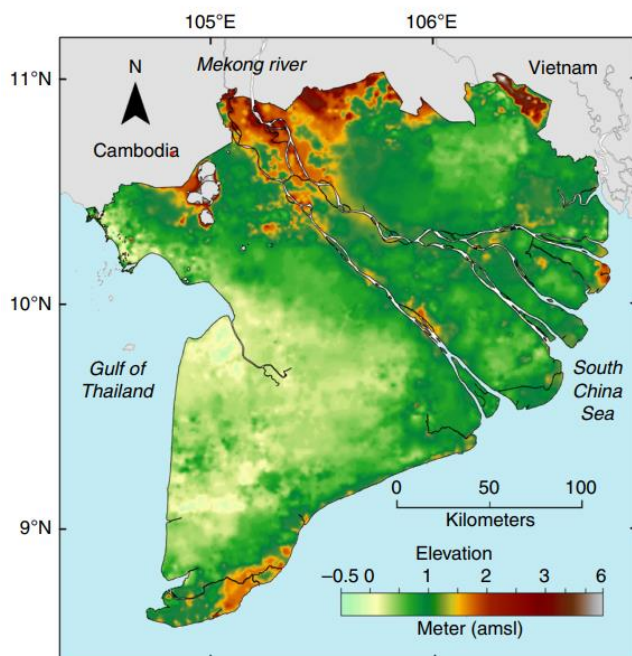 105°E 106°E
11°N
N
Mekong river
Vietnam
Cambodia
10°N
Gulf of
Thailand
South
China
Sea
0 50 100
Kilometers
9°N
Elevation
–0.5 0 1 2 3 6
Meter (amsl)